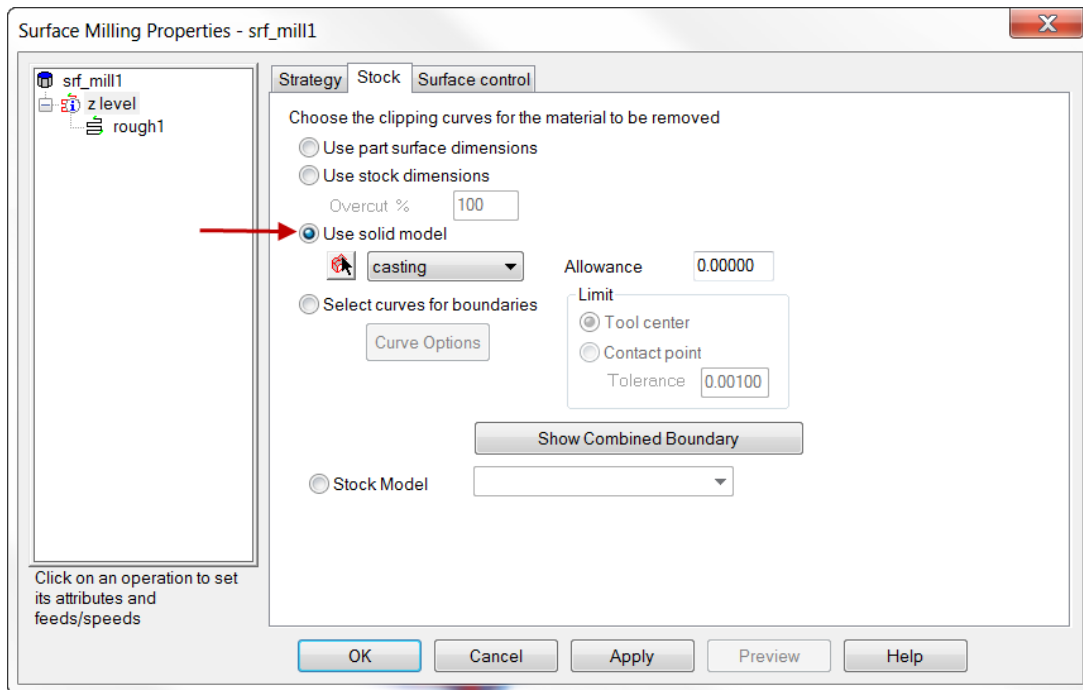 Surface Milling Properties - srf_mill1
srf_mill1
z level
rough1
Click on an operation to set
its attributes and
feeds/speeds
Strategy
Stock
Surface control
Choose the clipping curves for the material to be removed
Use part surface dimensions
Use stock dimensions
Overcut % 100
Use solid model
casting
Allowance 0.00000
Select curves for boundaries
Curve Options
Limit
Tool center
Contact point
Tolerance 0.00100
Show Combined Boundary
Stock Model
OK
Cancel
Apply
Preview
Help